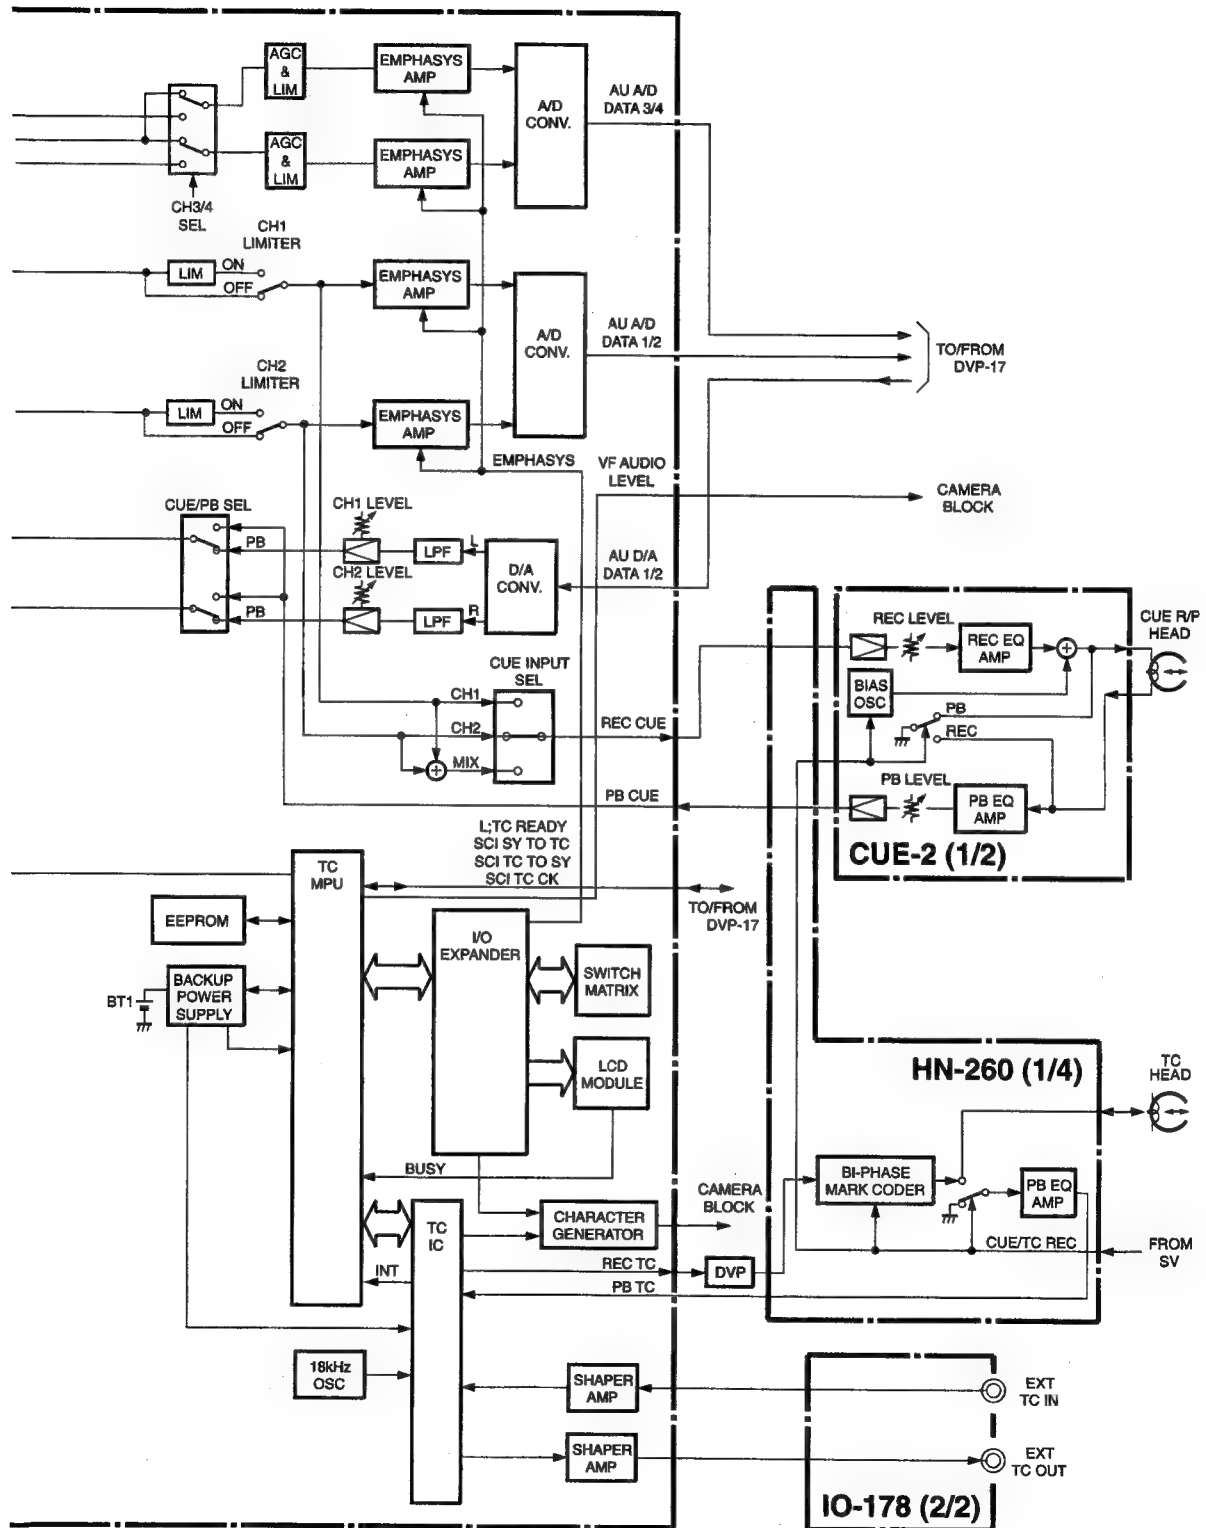 AGC
&
LIM
EMPHASYS
AMP
A/D
CONV.
AU A/D
DATA 3/4
AGC
&
LIM
EMPHASYS
AMP
CH3/4
SEL
CH1
LIMITER
LIM
ON
OFF
EMPHASYS
AMP
A/D
CONV.
AU A/D
DATA 1/2
TO/FROM
DVP-17
CH2
LIMITER
LIM
ON
OFF
EMPHASYS
AMP
EMPHASYS
VF AUDIO
LEVEL
CAMERA
BLOCK
CUE/PB SEL
PB
PB
CH1 LEVEL
CH2 LEVEL
LPF
LPF
L
R
D/A
CONV.
AU D/A
DATA 1/2
CUE INPUT
SEL
CH1
CH2
MIX
REC CUE
PB CUE
REC LEVEL
REC EQ
AMP
CUE R/P
HEAD
BIAS
OSC
PB
REC
PB LEVEL
PB EQ
AMP
CUE-2 (1/2)
L;TC READY
SCI SY TO TC
SCI TC TO SY
SCI TC CK
TO/FROM
DVP-17
TC
MPU
EEPROM
BACKUP
POWER
SUPPLY
BT1
I/O
EXPANDER
SWITCH
MATRIX
LCD
MODULE
BUSY
HN-260 (1/4)
TC
HEAD
BI-PHASE
MARK CODER
PB EQ
AMP
CUE/TC REC
FROM
SV
CAMERA
BLOCK
CHARACTER
GENERATOR
TC
IC
INT
REC TC
DVP
PB TC
18kHz
OSC
SHAPER
AMP
EXT
TC IN
SHAPER
AMP
EXT
TC OUT
IO-178 (2/2)